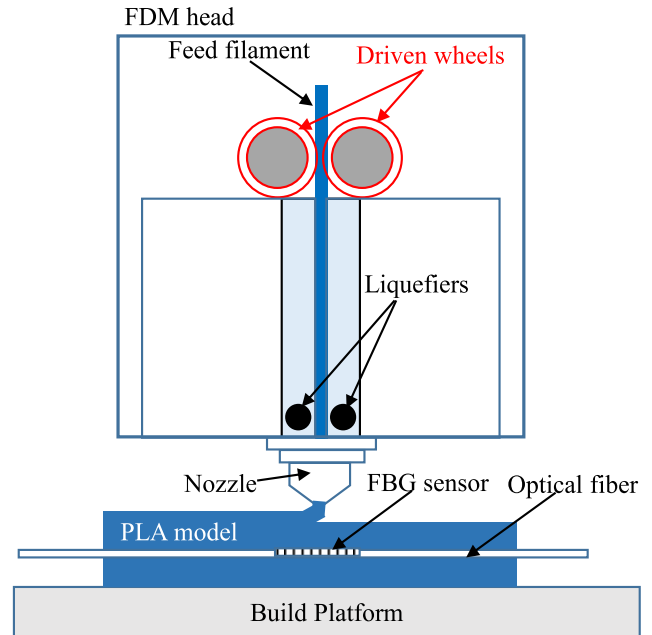 FDM head
Feed filament
Driven wheels
Liquefiers
Nozzle
FBG sensor
Optical fiber
PLA model
Build Platform